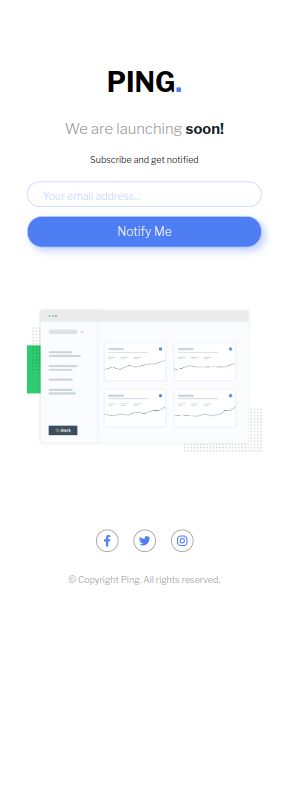 PING.
We are launching soon!
Subscribe and get notified
Your email address...
Notify Me
© Copyright Ping. All rights reserved.